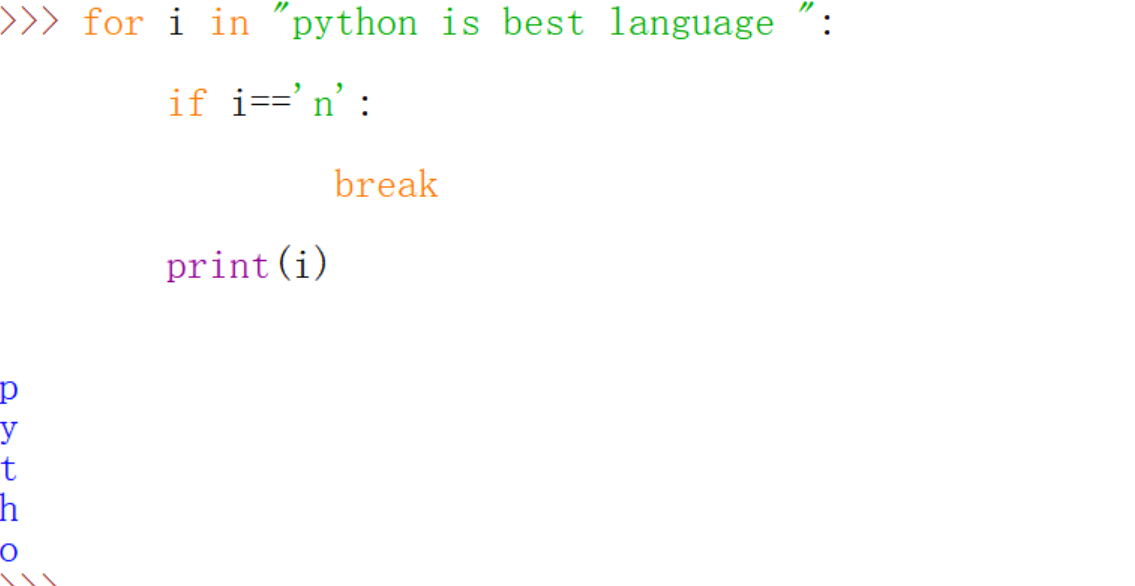 >>> for i in "python is best language ":
if i=='n':
break
print(i)
p
y
t
h
o
>>>